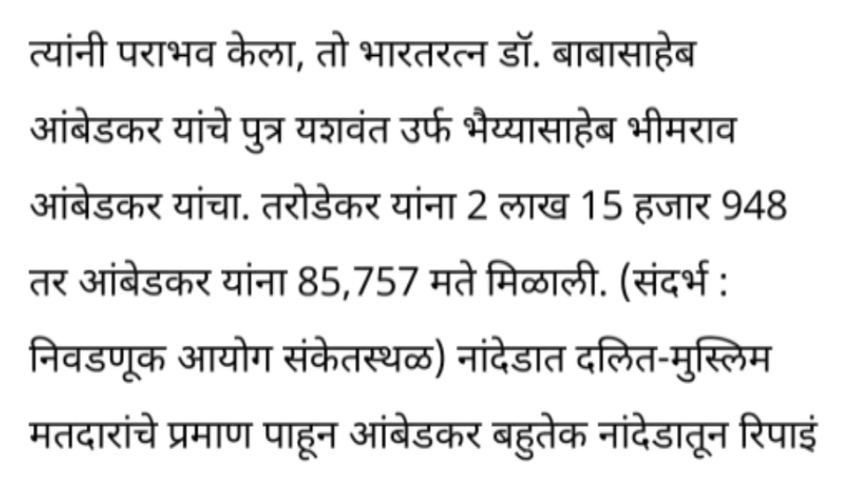 त्यांनी पराभव केला, तो भारतरत्न डॉ. बाबासाहेब
आंबेडकर यांचे पुत्र यशवंत उर्फ भैय्यासाहेब भीमराव
आंबेडकर यांचा. तरोडेकर यांना 2 लाख 15 हजार 948
तर आंबेडकर यांना 85,757 मते मिळाली. (संदर्भ :
निवडणूक आयोग संकेतस्थळ) नांदेडात दलित-मुस्लिम
मतदारांचे प्रमाण पाहून आंबेडकर बहुतेक नांदेडातून रिपाइं